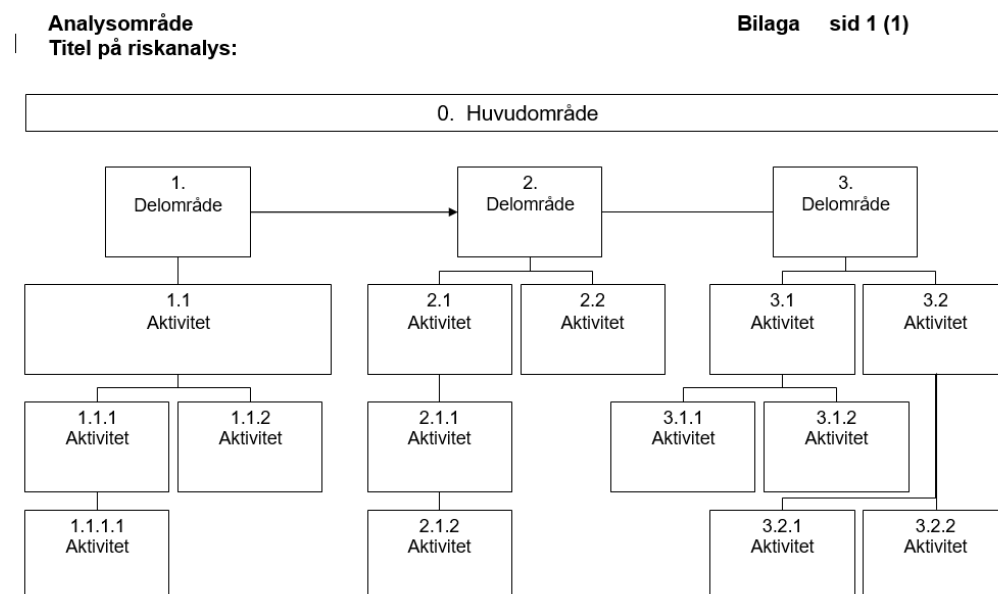 Analysområde Bilaga sid 1 (1)
Titel på riskanalys:
0. Huvudområde
1.
Delområde
2.
Delområde
3.
Delområde
1.1
Aktivitet
2.1
Aktivitet
2.2
Aktivitet
3.1
Aktivitet
3.2
Aktivitet
1.1.1
Aktivitet
1.1.2
Aktivitet
2.1.1
Aktivitet
3.1.1
Aktivitet
3.1.2
Aktivitet
1.1.1.1
Aktivitet
2.1.2
Aktivitet
3.2.1
Aktivitet
3.2.2
Aktivitet